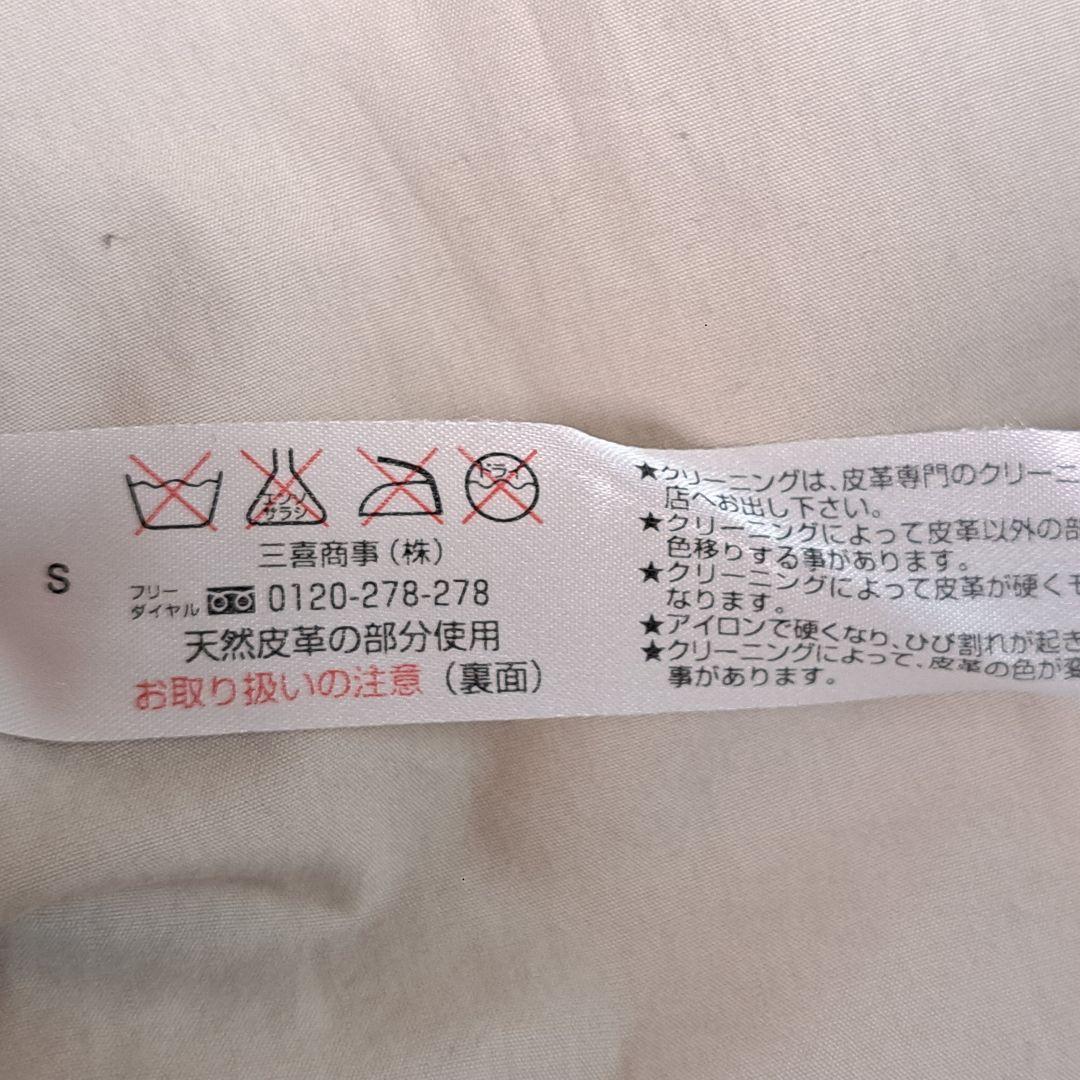 エンソ
サラシ
ドライ
三喜商事（株）
フリー
ダイヤル 0120-278-278
天然皮革の部分使用
お取り扱いの注意（裏面）
S
★クリーニングは、皮革専門のクリーニ
店へお出し下さい。
★クリーニングによって皮革以外の部
色移りする事があります。
★クリーニングによって皮革が硬く
なります。
★アイロンで硬くなり、ひび割れが起き
★クリーニングによって、皮革の色が変
事があります。